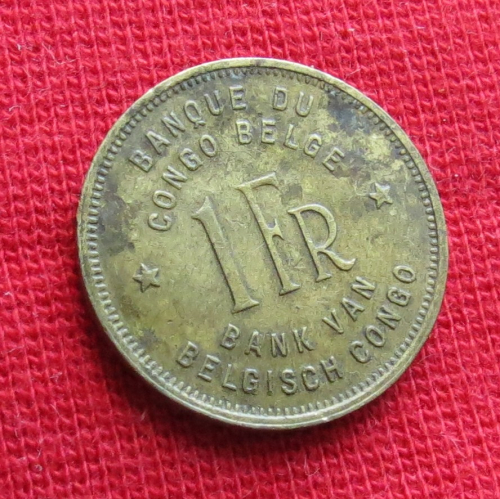 BANQUE DU
CONGO BELGE
1 FR
BANK VAN
BELGISCH CONGO